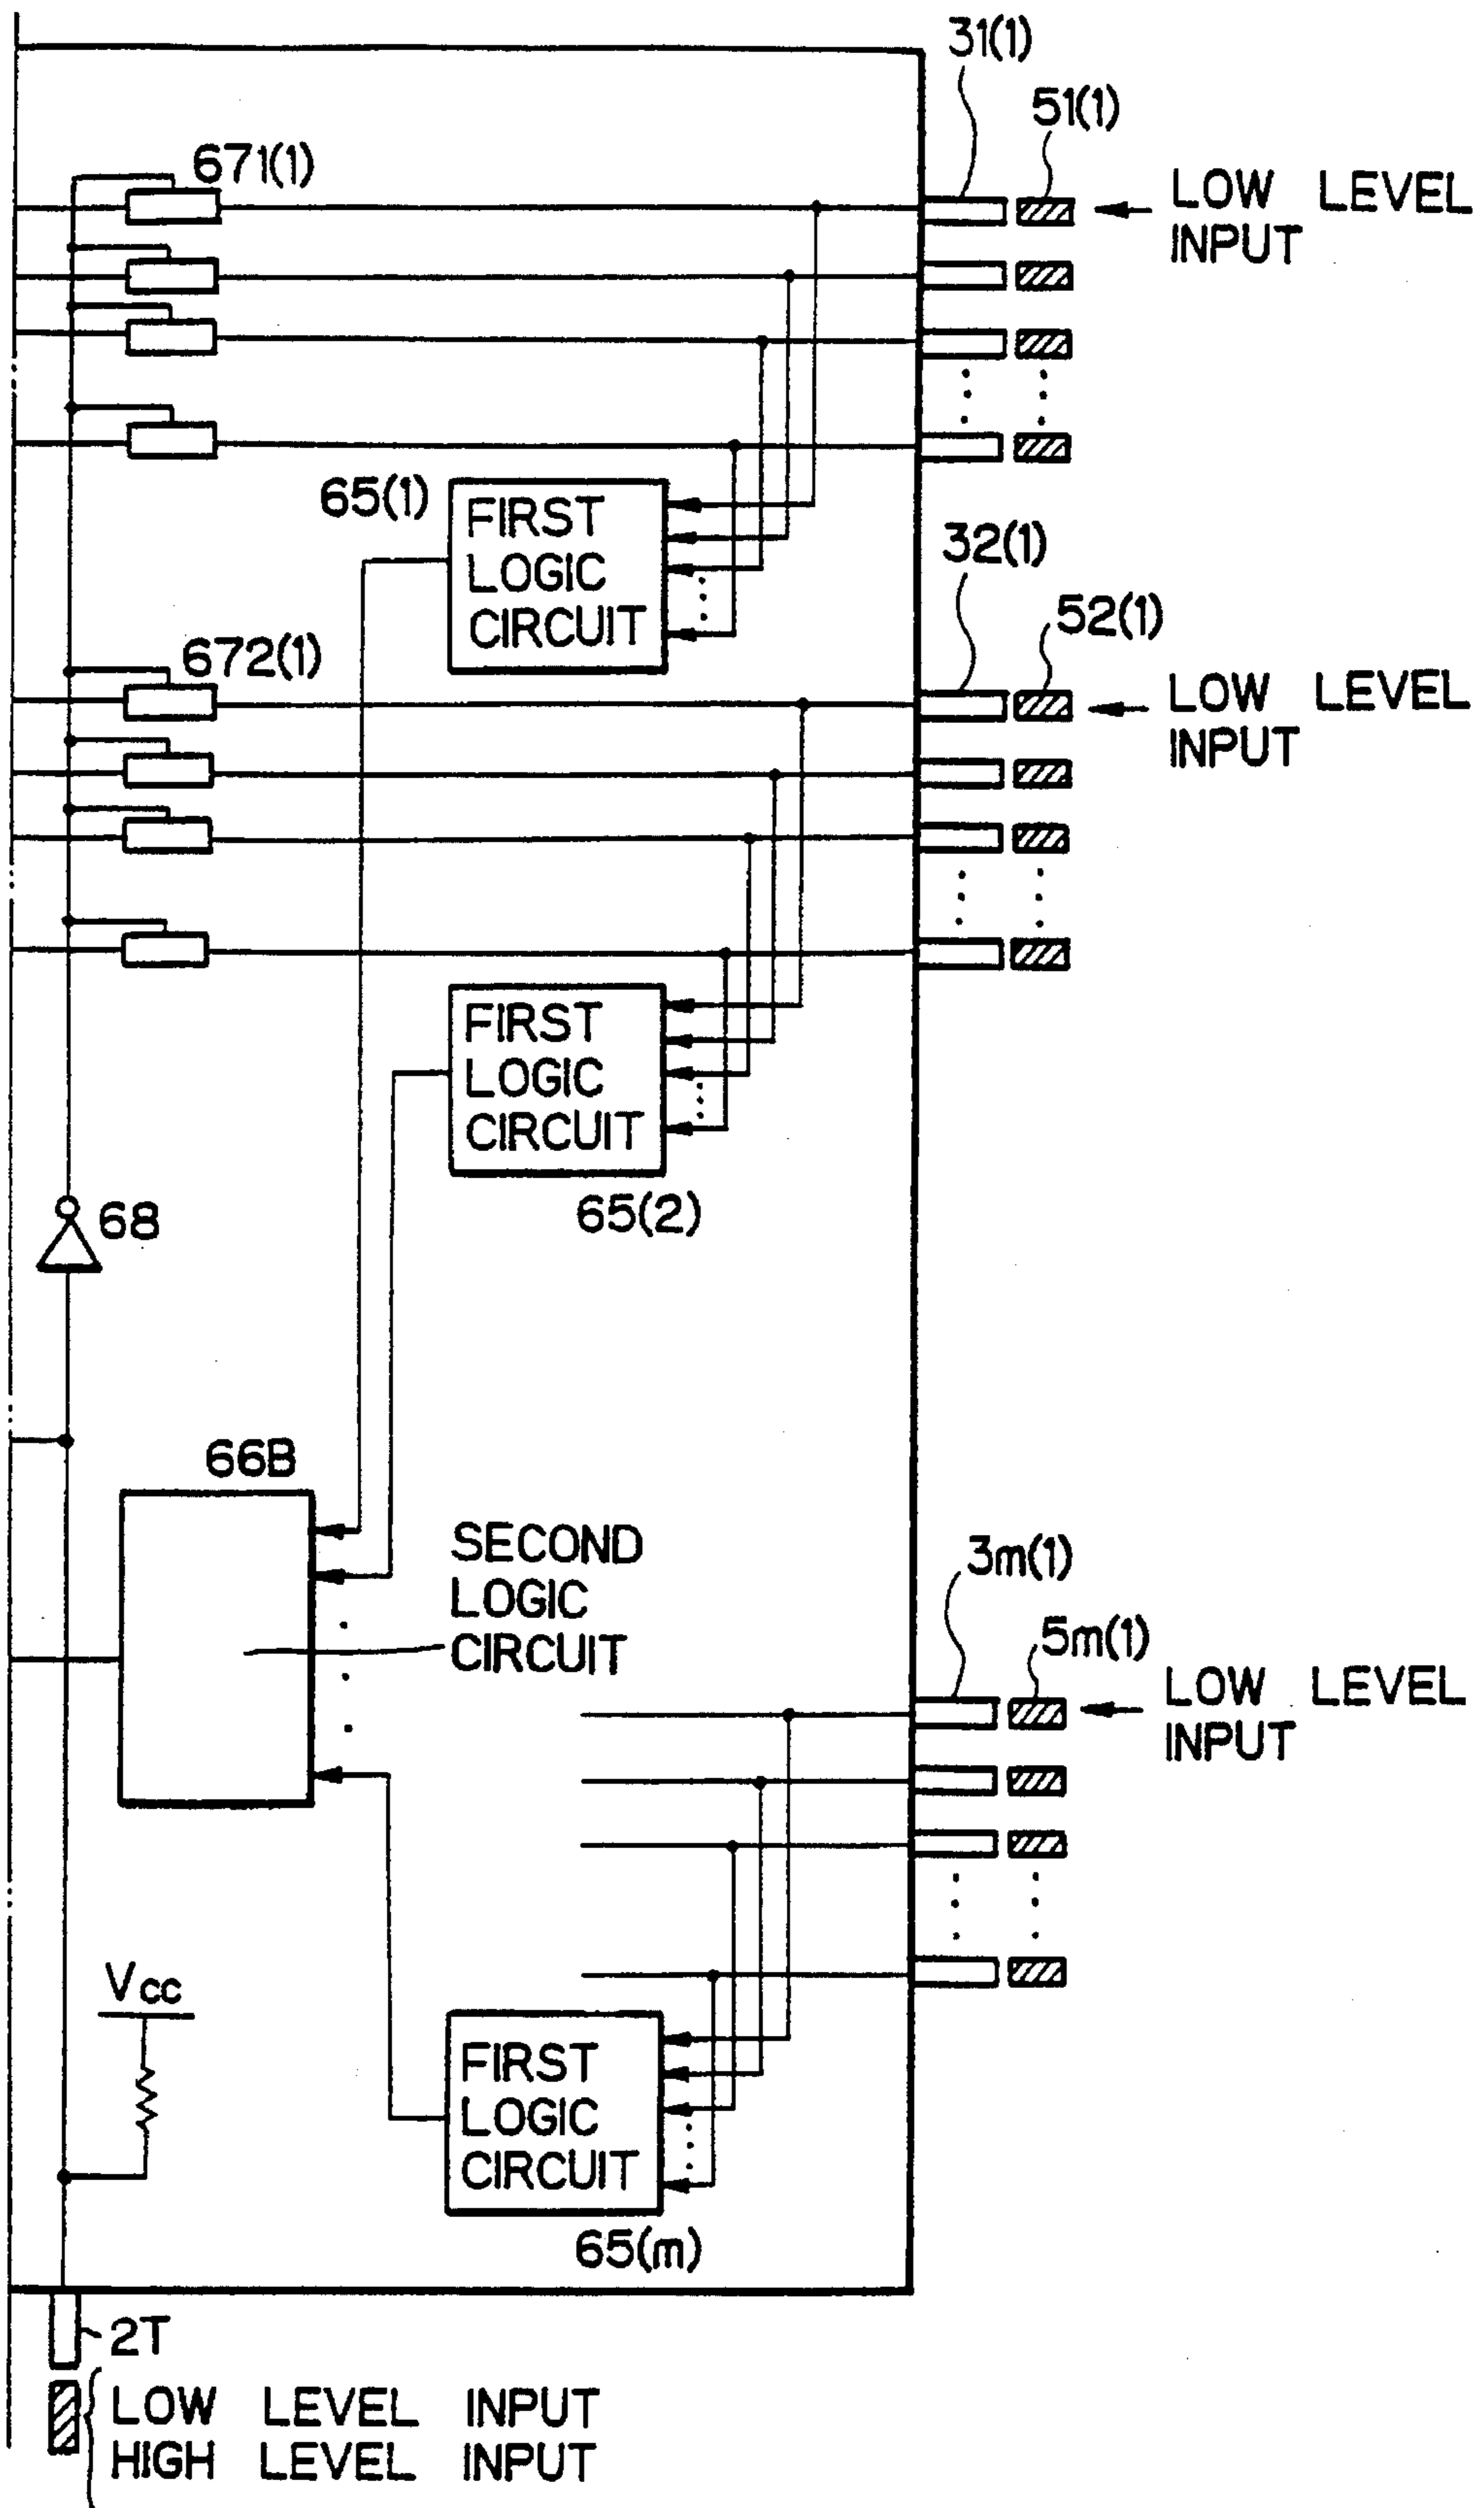 31(1)
51(1)
671(1)
LOW LEVEL
INPUT
65(1)
FIRST
LOGIC
CIRCUIT
32(1)
52(1)
672(1)
LOW LEVEL
INPUT
FIRST
LOGIC
CIRCUIT
65(2)
68
66B
SECOND
LOGIC
CIRCUIT
3m(1)
5m(1)
LOW LEVEL
INPUT
Vcc
FIRST
LOGIC
CIRCUIT
65(m)
2T
LOW LEVEL INPUT
HIGH LEVEL INPUT